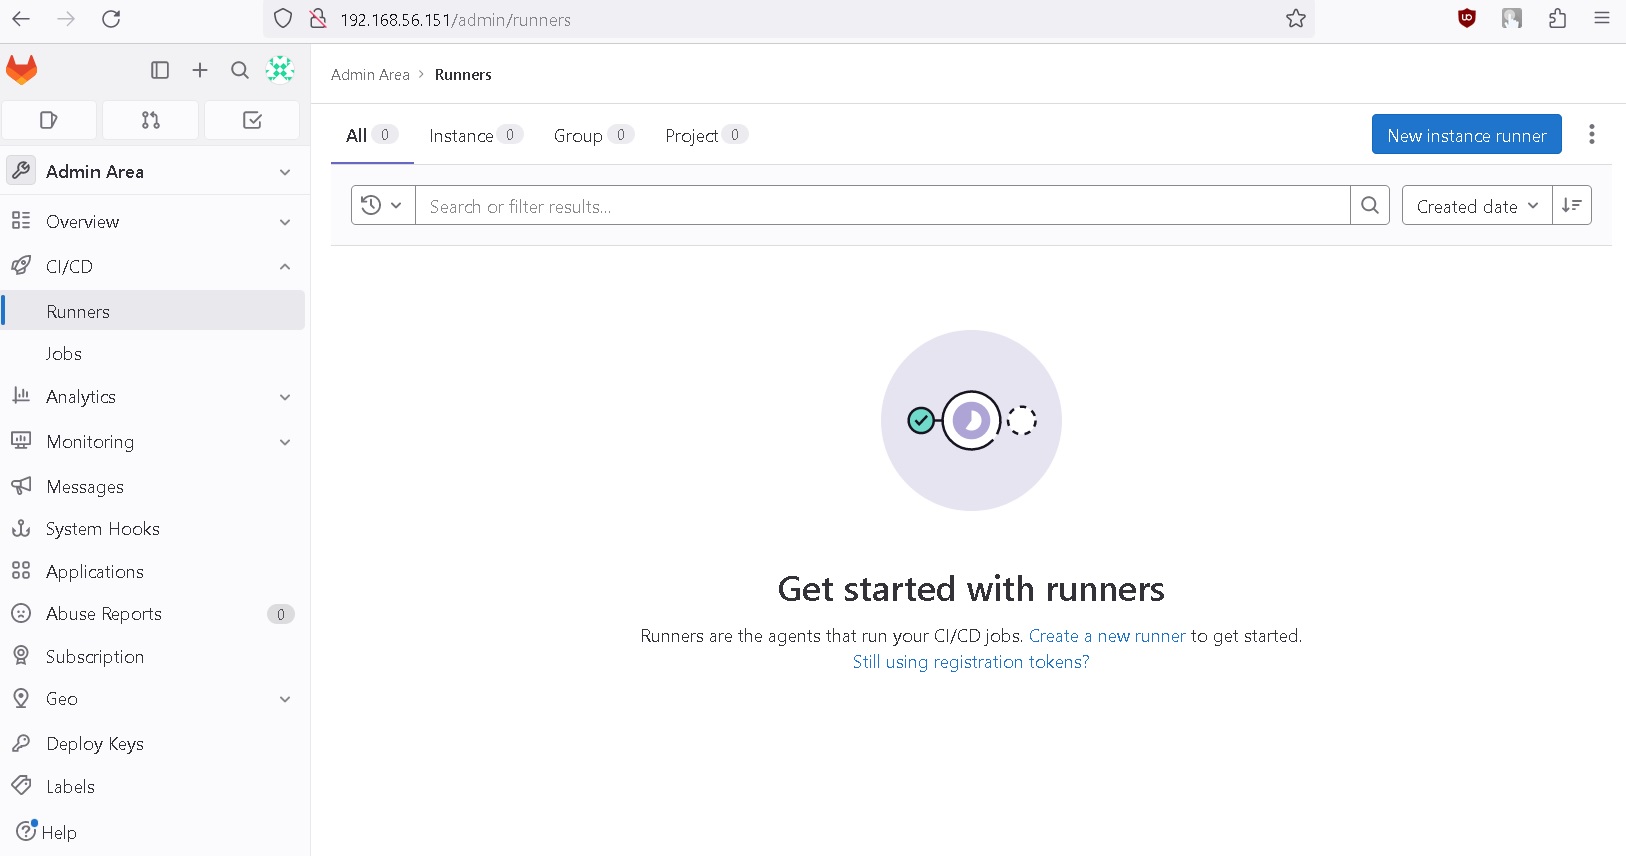 192.168.56.151/admin/runners
Admin Area
Overview
CI/CD
Runners
Jobs
Analytics
Monitoring
Messages
System Hooks
Applications
Abuse Reports 0
Subscription
Geo
Deploy Keys
Labels
Help
Admin Area > Runners
All 0 Instance 0 Group 0 Project 0 New instance runner
Search or filter results... Created date
Get started with runners
Runners are the agents that run your CI/CD jobs. Create a new runner to get started.
Still using registration tokens?